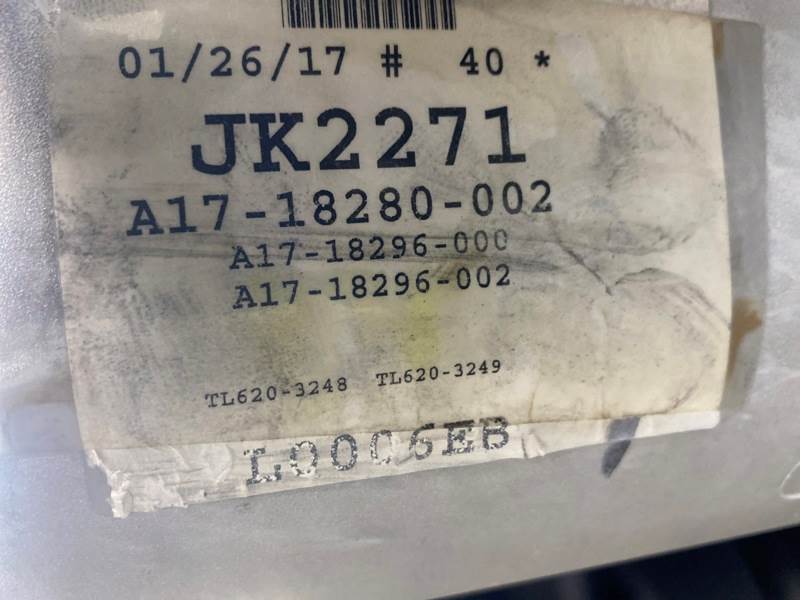 01/26/17 # 40 *
JK2271
A17-18280-002
A17-18296-000
A17-18296-002
TL620-3248 TL620-3249
L0006EB